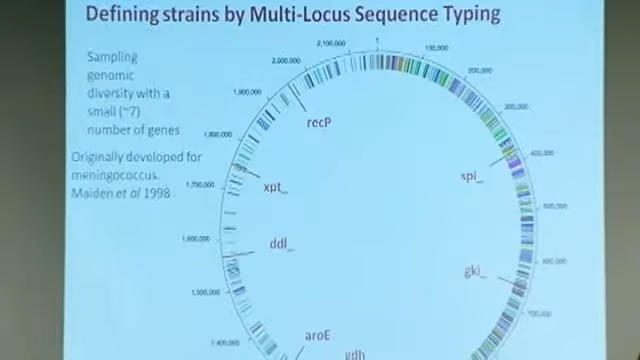 Defining strains by Multi-Locus Sequence Typing
Sampling
genomic
diversity with a
small (~7)
number of genes
Originally developed for
meningococcus.
Maiden et al 1998
1
100,000
200,000
300,000
400,000
500,000
600,000
700,000
1,400,000
1,500,000
1,600,000
1,700,000
1,800,000
1,900,000
2,000,000
2,100,000
recP
spi_
xpt_
ddl_
gki_
aroE
gdh